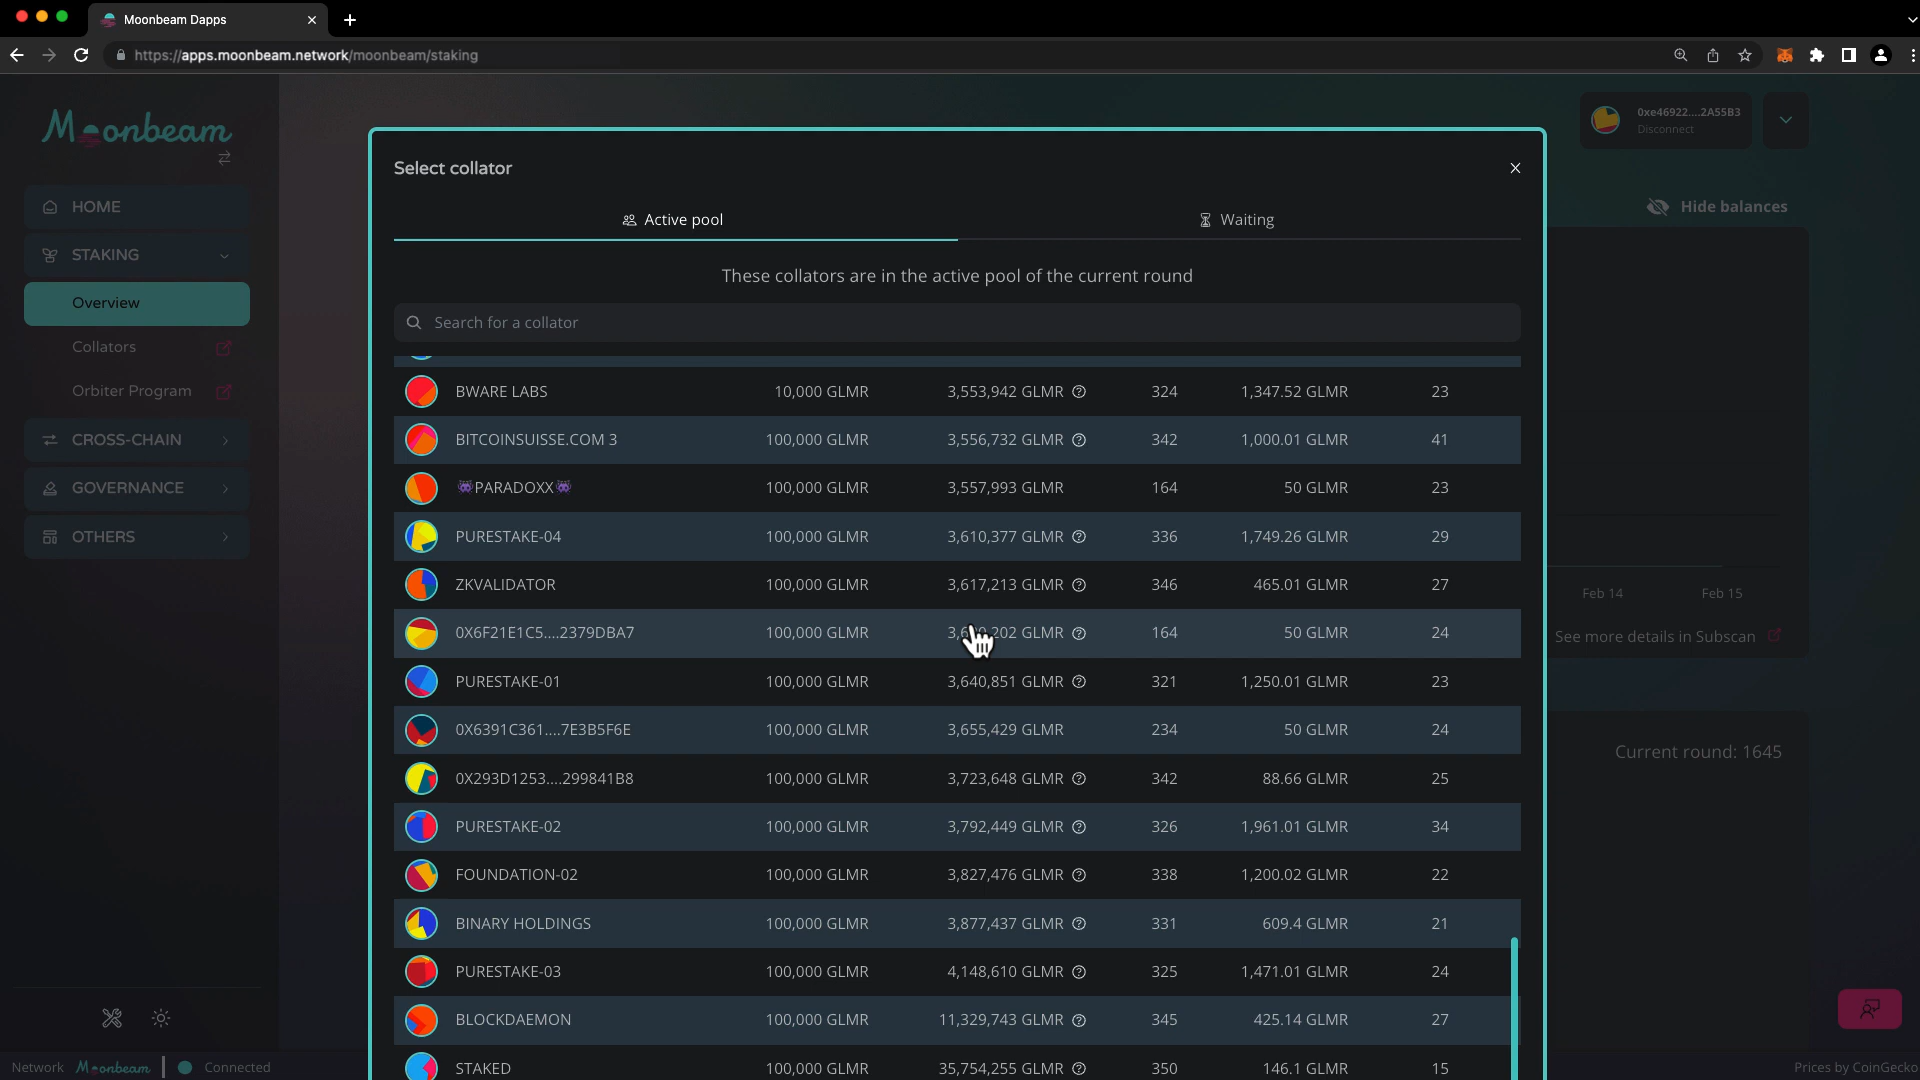 Moonbeam Dapps
https://apps.moonbeam.network/moonbeam/staking
Moonbeam
0xe46922....2A55B3
Disconnect
Hide balances
HOME
STAKING
Overview
Collators
Orbiter Program
CROSS-CHAIN
GOVERNANCE
OTHERS
Select collator
Active pool
Waiting
These collators are in the active pool of the current round
Search for a collator
BWARE LABS 10,000 GLMR 3,553,942 GLMR 324 1,347.52 GLMR 23
BITCOINSUISSE.COM 3 100,000 GLMR 3,556,732 GLMR 342 1,000.01 GLMR 41
👾PARADOXX👾 100,000 GLMR 3,557,993 GLMR 164 50 GLMR 23
PURESTAKE-04 100,000 GLMR 3,610,377 GLMR 336 1,749.26 GLMR 29
ZKVALIDATOR 100,000 GLMR 3,617,213 GLMR 346 465.01 GLMR 27
0X6F21E1C5....2379DBA7 100,000 GLMR GLMR 164 50 GLMR 24
PURESTAKE-01 100,000 GLMR 3,640,851 GLMR 321 1,250.01 GLMR 23
0X6391C361....7E3B5F6E 100,000 GLMR 3,655,429 GLMR 234 50 GLMR 24
0X293D1253....299841B8 100,000 GLMR 3,723,648 GLMR 342 88.66 GLMR 25
PURESTAKE-02 100,000 GLMR 3,792,449 GLMR 326 1,961.01 GLMR 34
FOUNDATION-02 100,000 GLMR 3,827,476 GLMR 338 1,200.02 GLMR 22
BINARY HOLDINGS 100,000 GLMR 3,877,437 GLMR 331 609.4 GLMR 21
PURESTAKE-03 100,000 GLMR 4,148,610 GLMR 325 1,471.01 GLMR 24
BLOCKDAEMON 100,000 GLMR 11,329,743 GLMR 345 425.14 GLMR 27
STAKED 100,000 GLMR 35,754,255 GLMR 350 146.1 GLMR 15
Feb 14 Feb 15
See more details in Subscan
Current round: 1645
Network Moonbeam Connected
Prices by CoinGecko